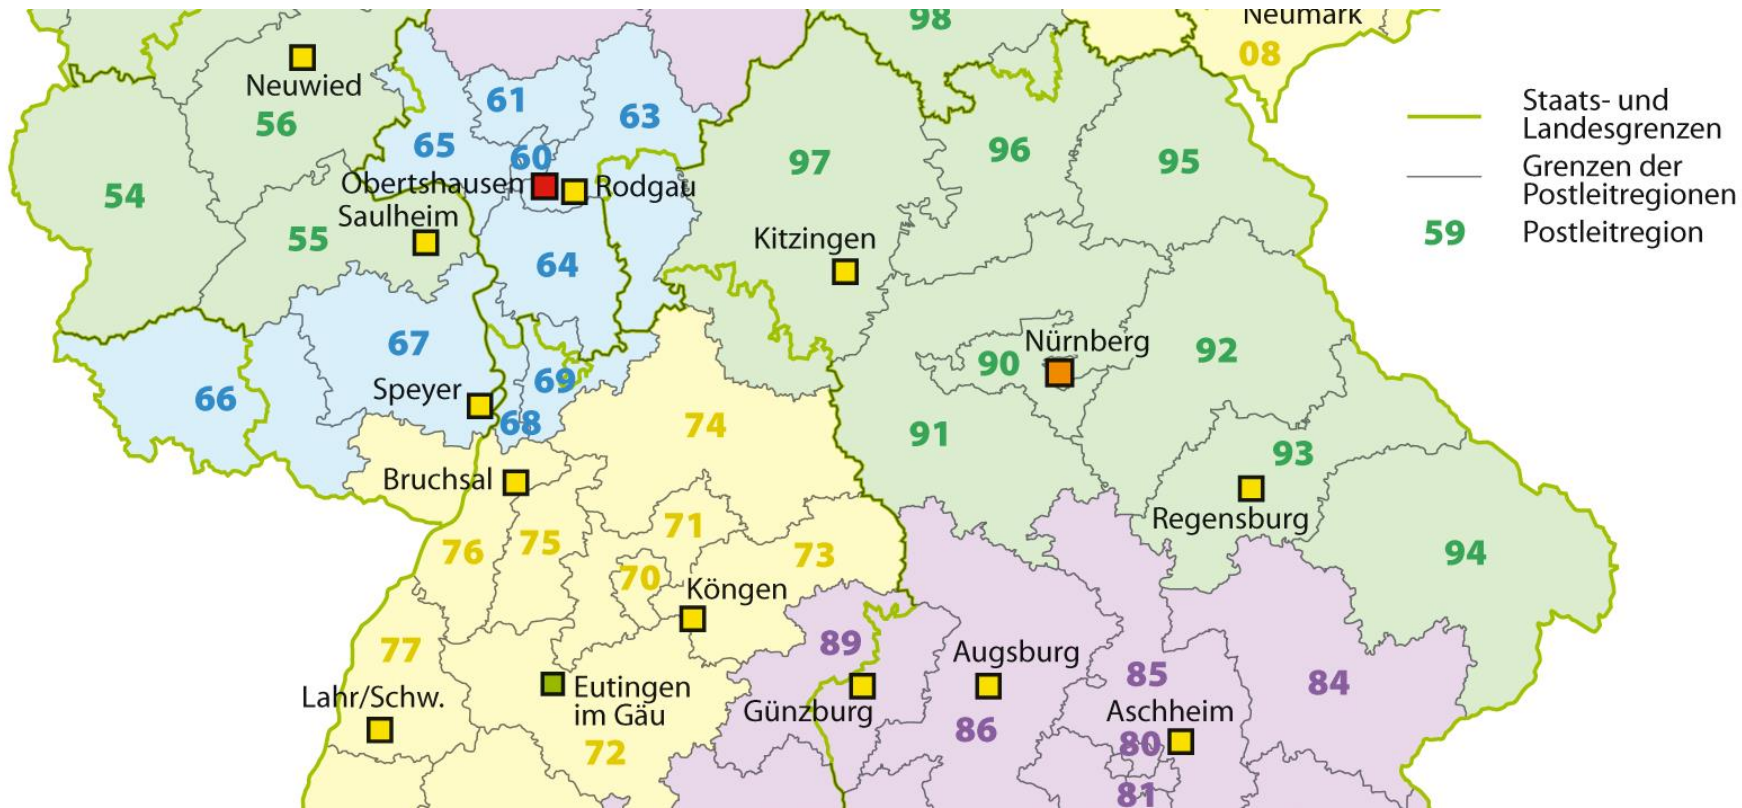 98
Neumark
08
Neuwied
56
61
63
65
60
97
96
95
Staats- und
Landesgrenzen
Grenzen der
Postleitregionen
59 Postleitregion
54
Obertshausen
Rodgau
Saulheim
55
64
Kitzingen
67
66
Speyer
69
68
74
Nürnberg
90
92
91
93
Bruchsal
Regensburg
76
75
71
70
73
94
Köngen
77
89
Augsburg
85
84
Eutingen
im Gäu
Lahr/Schw.
Günzburg
86
Aschheim
80
72
81